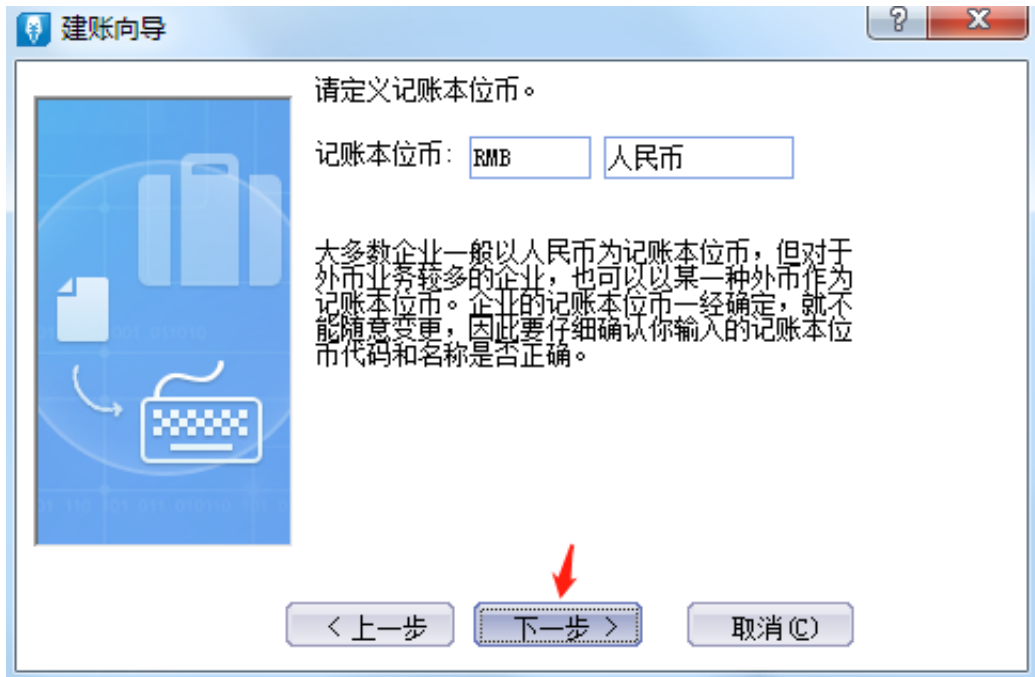 建账向导
请定义记账本位币。
记账本位币: RMB 人民币
大多数企业一般以人民币为记账本位币，但对于
外币业务较多的企业，也可以以某一种外币作为
记账本位币。企业的记账本位币一经确定，就不
能随意变更，因此要仔细确认你输入的记账本位
币代码和名称是否正确。
<上一步 下一步> 取消(C)